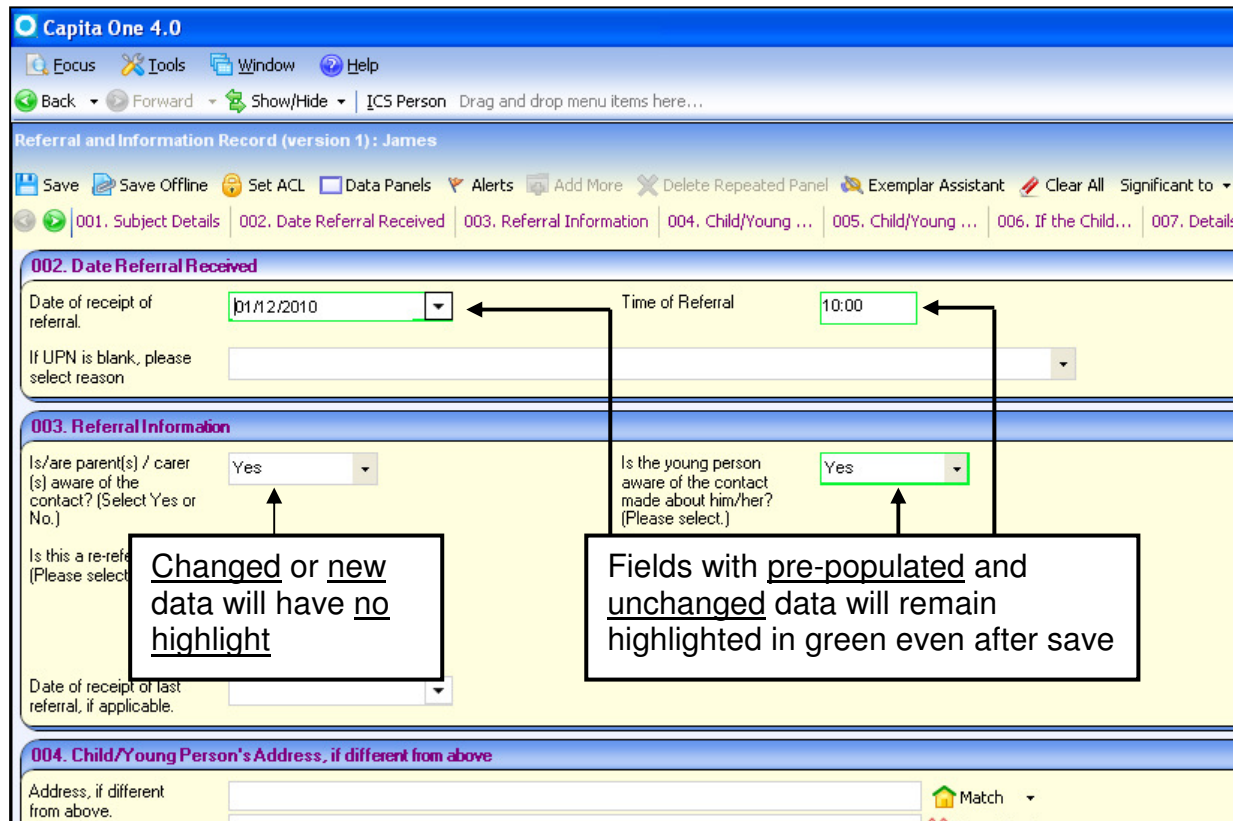 Capita One 4.0
Focus Tools Window Help
Back Forward Show/Hide ICS Person Drag and drop menu items here...
Referral and Information Record (version 1) : James
Save Save Offline Set ACL Data Panels Alerts Add More Delete Repeated Panel Exemplar Assistant Clear All Significant to
001. Subject Details 002. Date Referral Received 003. Referral Information 004. Child/Young ... 005. Child/Young ... 006. If the Child... 007. Details
002. Date Referral Received
Date of receipt of
referral.
01/12/2010
Time of Referral
10:00
If UPN is blank, please
select reason
003. Referral Information
Is/are parent(s) / carer
(s) aware of the
contact? (Select Yes or
No.)
Yes
Is the young person
aware of the contact
made about him/her?
(Please select.)
Yes
Is this a re-refe
(Please select
Changed or new
data will have no
highlight
Fields with pre-populated and
unchanged data will remain
highlighted in green even after save
Date of receipt of last
referral, if applicable.
004. Child/Young Person's Address, if different from above
Address, if different
from above.
Match